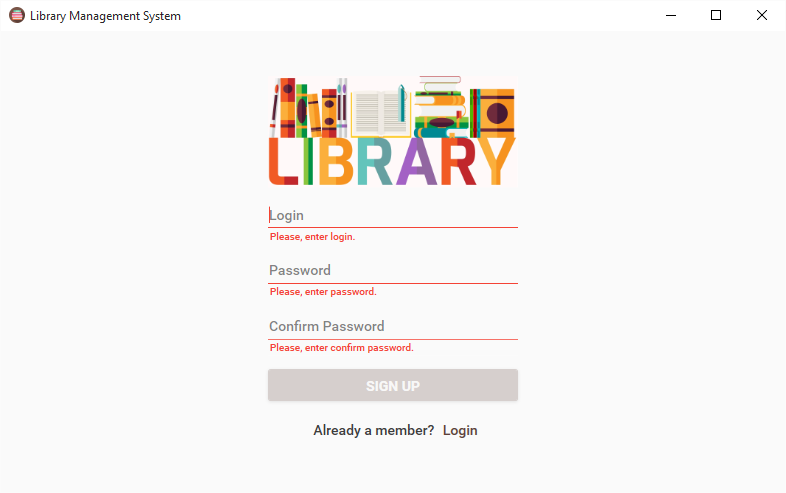 Library Management System
LIBRARY
Login
Please, enter login.
Password
Please, enter password.
Confirm Password
Please, enter confirm password.
SIGN UP
Already a member? Login